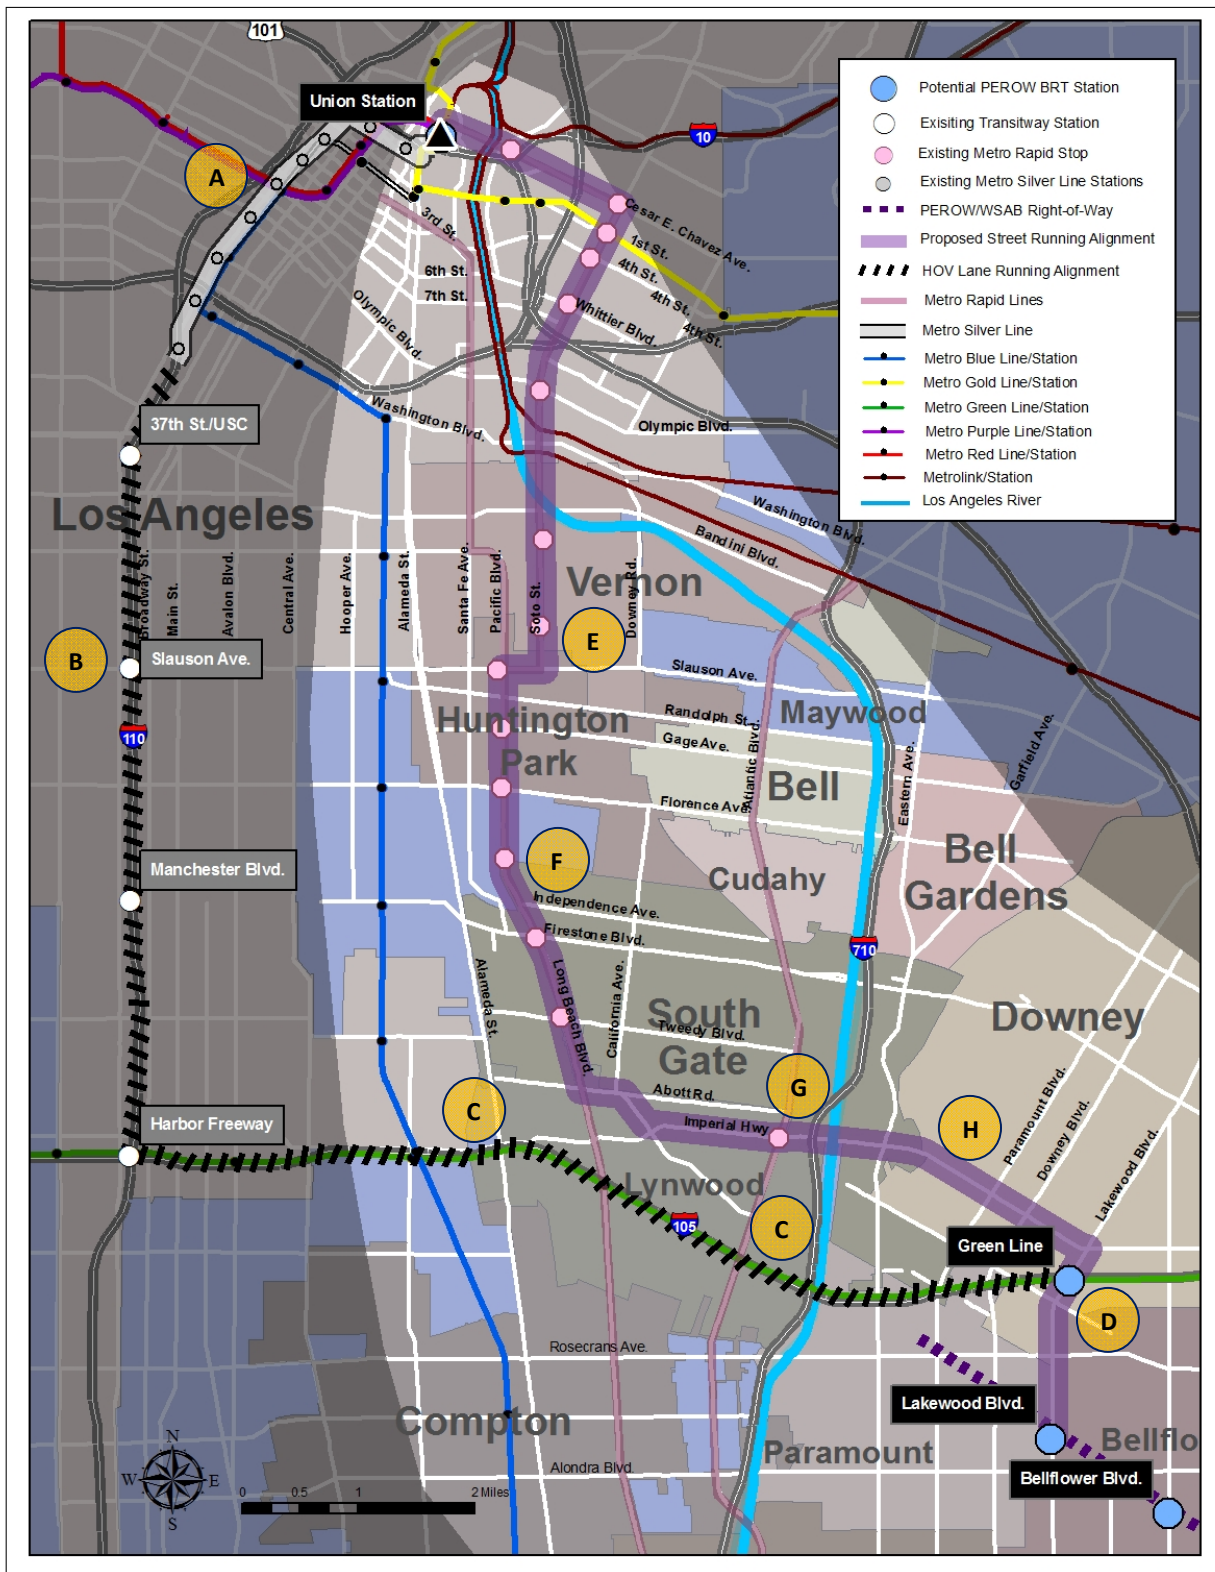 101
Union Station
10
A
Potential PEROW BRT Station
Exisiting Transitway Station
Existing Metro Rapid Stop
Existing Metro Silver Line Stations
PEROW/WSAB Right-of-Way
Proposed Street Running Alignment
HOV Lane Running Alignment
Metro Rapid Lines
Metro Silver Line
Metro Blue Line/Station
Metro Gold Line/Station
Metro Green Line/Station
Metro Purple Line/Station
Metro Red Line/Station
Metrolink/Station
Los Angeles River
Cesar E. Chavez Ave.
3rd St.
1st St.
4th St.
4th St.
4th St.
6th St.
7th St.
Whittier Blvd.
Olympic Blvd.
37th St./USC
Washington Blvd.
Olympic Blvd.
Los Angeles
Washington Blvd.
Bandini Blvd.
Vernon
Broadway St.
Main St.
Avalon Blvd.
Central Ave.
Hooper Ave.
Alameda St.
Santa Fe Ave.
Pacific Blvd.
Soto St.
Downey Rd.
E
B
Slauson Ave.
Slauson Ave.
110
Huntington
Park
Randolph St.
Gage Ave.
Maywood
Atlantic Blvd.
Bell
Eastern Ave.
Garfield Ave.
Florence Ave.
F
Manchester Blvd.
Cudahy
Bell
Gardens
Independence Ave.
Firestone Blvd.
710
Alameda St.
Long Beach Blvd.
California Ave.
South
Gate
Tweedy Blvd.
Downey
G
C
Abott Rd.
Harbor Freeway
Imperial Hwy
H
Paramount Blvd.
Downey Blvd.
Lakewood Blvd.
Lynwood
105
C
Green Line
D
Rosecrans Ave.
Lakewood Blvd.
Compton
Paramount
Bellflo
Alondra Blvd.
Bellflower Blvd.
N
W
E
S
0 0.5 1 2 Miles